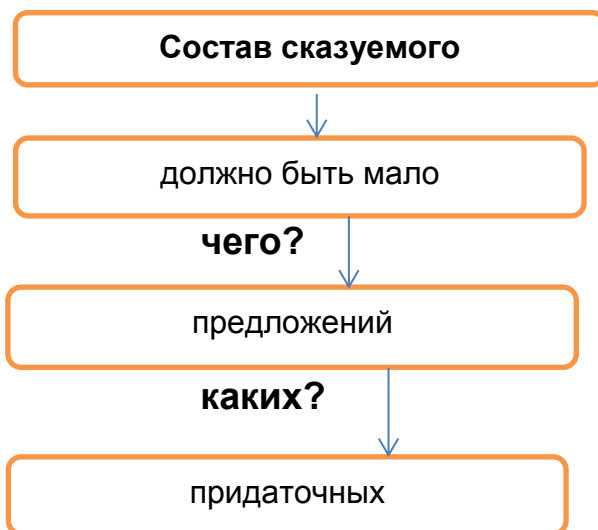 Состав сказуемого
должно быть мало
чего?
предложений
каких?
придаточных